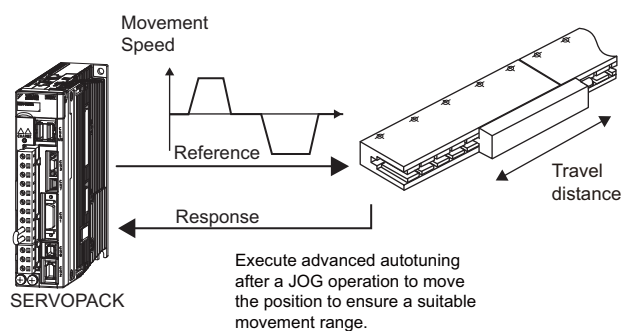 Movement
Speed
Reference
Response
Travel
distance
SERVOPACK
Execute advanced autotuning
after a JOG operation to move
the position to ensure a suitable
movement range.